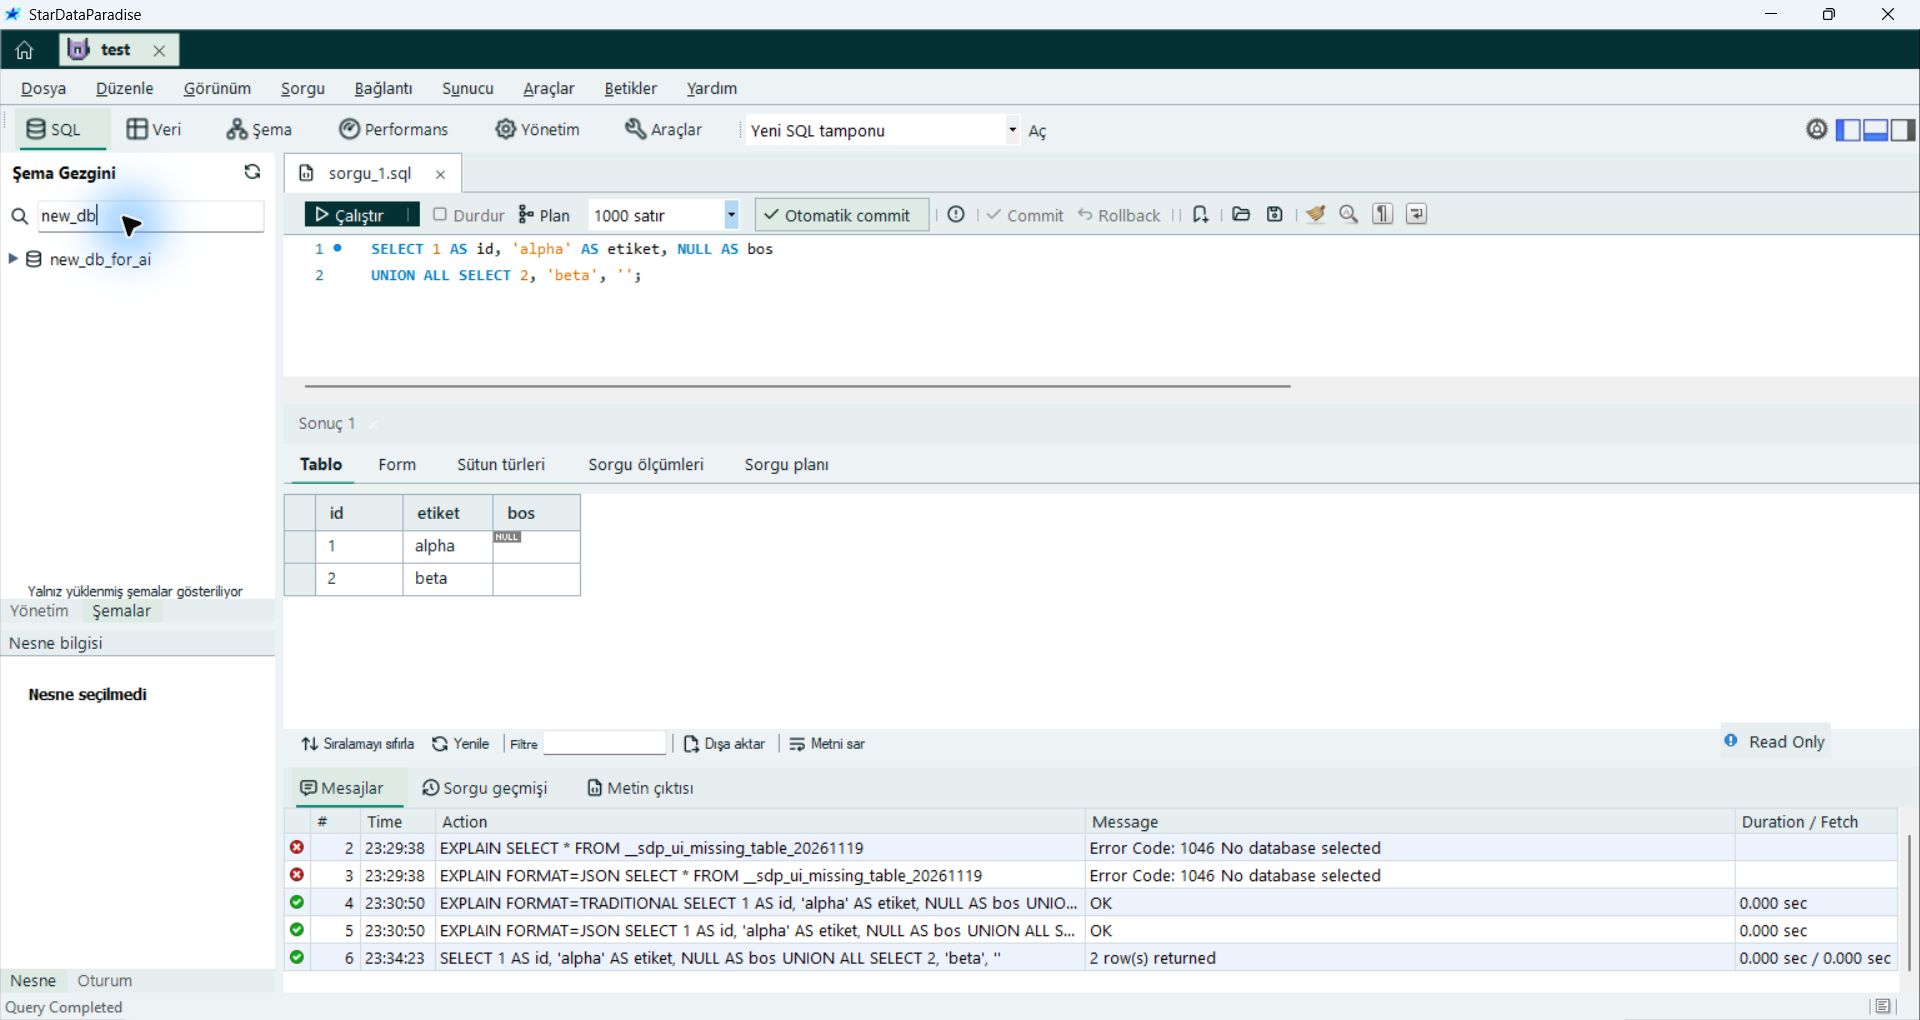 StarDataParadise
test
Dosya Düzenle Görünüm Sorgu Bağlantı Sunucu Araçlar Betikler Yardım
SQL Veri Şema Performans Yönetim Araçlar Yeni SQL tamponu Aç
Şema Gezgini
new_db
new_db_for_ai
Yalnız yüklenmiş şemalar gösteriliyor
Yönetim Şemalar
Nesne bilgisi
Nesne seçilmedi
Nesne Oturum
sorgu_1.sql
Çalıştır Durdur Plan 1000 satır Otomatik commit Commit Rollback
1 SELECT 1 AS id, 'alpha' AS etiket, NULL AS bos
2 UNION ALL SELECT 2, 'beta', '';
Sonuç 1
Tablo Form Sütun türleri Sorgu ölçümleri Sorgu planı
id etiket bos
1 alpha NULL
2 beta
Sıralamayı sıfırla Yenile Filtre Dışa aktar Metni sar Read Only
Mesajlar Sorgu geçmişi Metin çıktısı
# Time Action Message Duration / Fetch
2 23:29:38 EXPLAIN SELECT * FROM __sdp_ui_missing_table_20261119 Error Code: 1046 No database selected
3 23:29:38 EXPLAIN FORMAT=JSON SELECT * FROM __sdp_ui_missing_table_20261119 Error Code: 1046 No database selected
4 23:30:50 EXPLAIN FORMAT=TRADITIONAL SELECT 1 AS id, 'alpha' AS etiket, NULL AS bos UNIO... OK 0.000 sec
5 23:30:50 EXPLAIN FORMAT=JSON SELECT 1 AS id, 'alpha' AS etiket, NULL AS bos UNION ALL S... OK 0.000 sec
6 23:34:23 SELECT 1 AS id, 'alpha' AS etiket, NULL AS bos UNION ALL SELECT 2, 'beta', '' 2 row(s) returned 0.000 sec / 0.000 sec
Query Completed